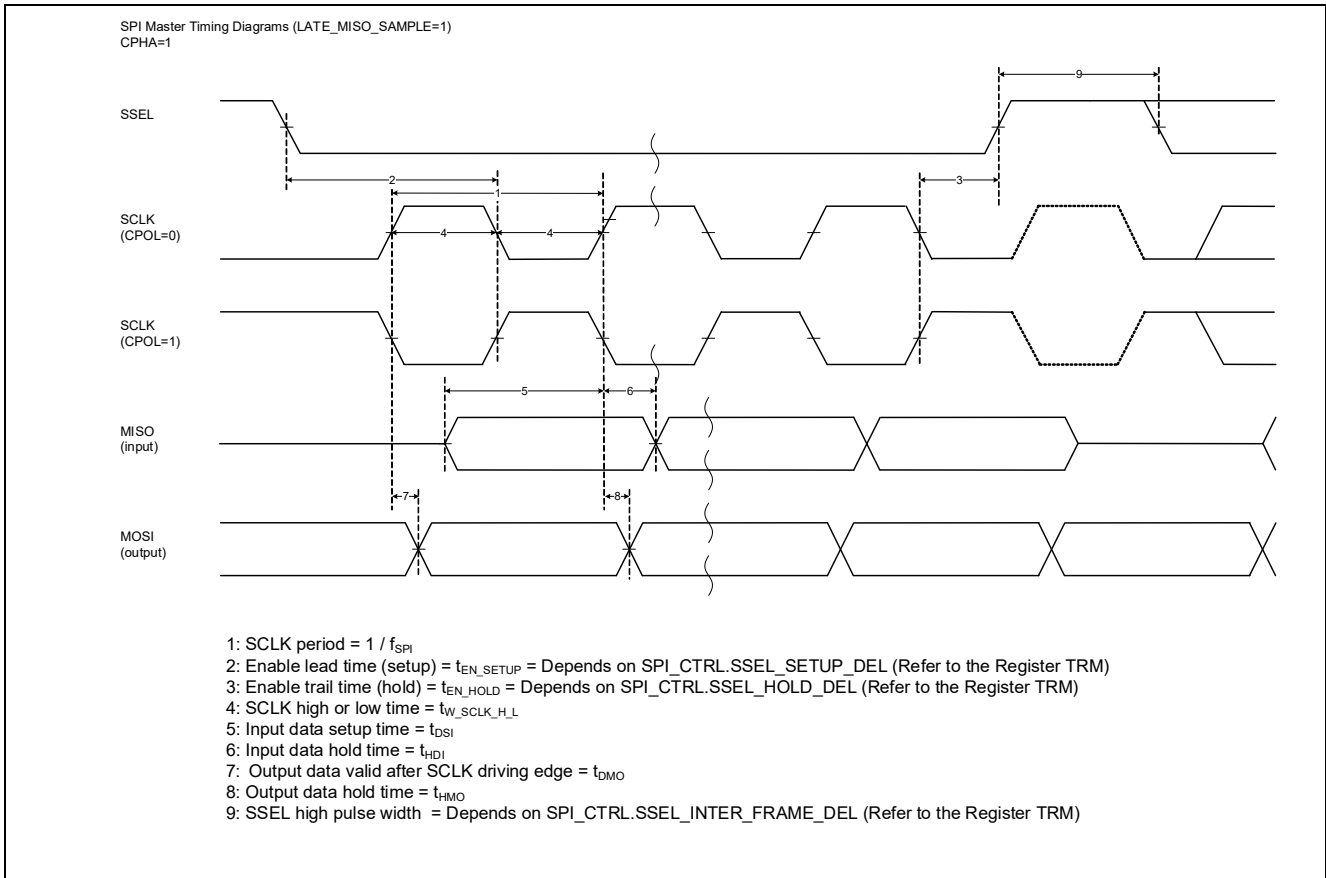 SPI Master Timing Diagrams (LATE_MISO_SAMPLE=1)
CPHA=1
9
SSEL
2
3
1
SCLK
(CPOL=0)
4
4
SCLK
(CPOL=1)
5
6
MISO
(input)
7
8
MOSI
(output)
1: SCLK period = 1 / fSPI
2: Enable lead time (setup) = tEN_SETUP = Depends on SPI_CTRL.SSEL_SETUP_DEL (Refer to the Register TRM)
3: Enable trail time (hold) = tEN_HOLD = Depends on SPI_CTRL.SSEL_HOLD_DEL (Refer to the Register TRM)
4: SCLK high or low time = tW_SCLK_H_L
5: Input data setup time = tDSI
6: Input data hold time = tHDI
7: Output data valid after SCLK driving edge = tDMO
8: Output data hold time = tHMO
9: SSEL high pulse width = Depends on SPI_CTRL.SSEL_INTER_FRAME_DEL (Refer to the Register TRM)